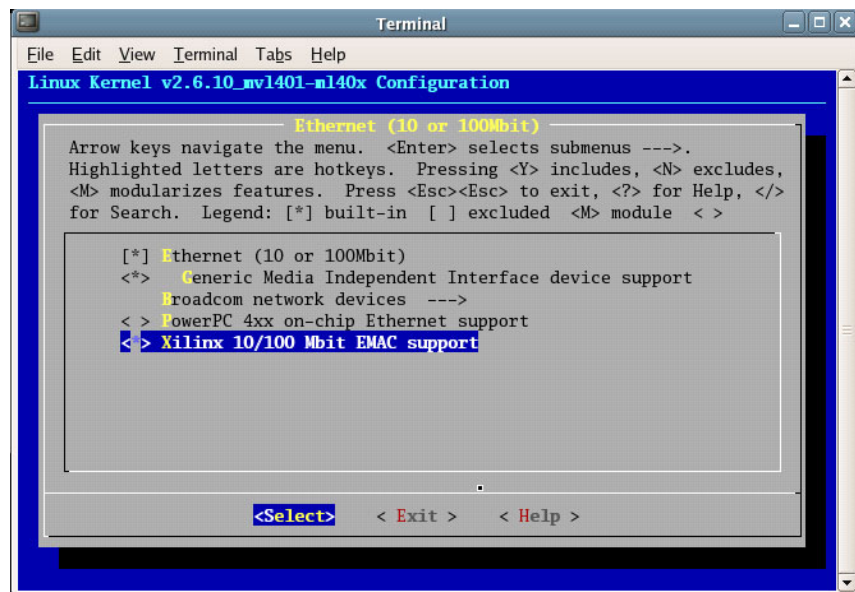 Terminal
File Edit View Terminal Tabs Help
Linux Kernel v2.6.10_mvl401-ml40x Configuration
Ethernet (10 or 100Mbit)
Arrow keys navigate the menu. <Enter> selects submenus --->.
Highlighted letters are hotkeys. Pressing <Y> includes, <N> excludes,
<M> modularizes features. Press <Esc><Esc> to exit, <?> for Help, </>
for Search. Legend: [*] built-in [ ] excluded <M> module < >
[*] Ethernet (10 or 100Mbit)
<*> Generic Media Independent Interface device support
Broadcom network devices --->
< > PowerPC 4xx on-chip Ethernet support
<*> Xilinx 10/100 Mbit EMAC support
<Select> < Exit > < Help >